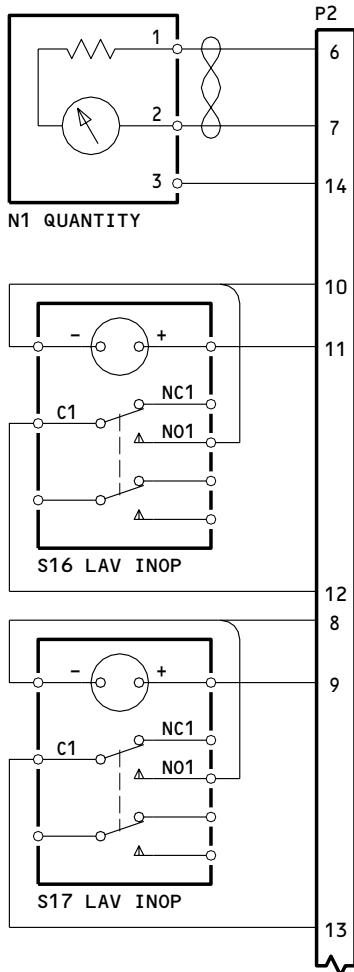 P2
1
6
2
7
3
14
N1 QUANTITY
10
- +
11
NC1
C1
NO1
S16 LAV INOP
12
8
- +
9
NC1
C1
NO1
S17 LAV INOP
13